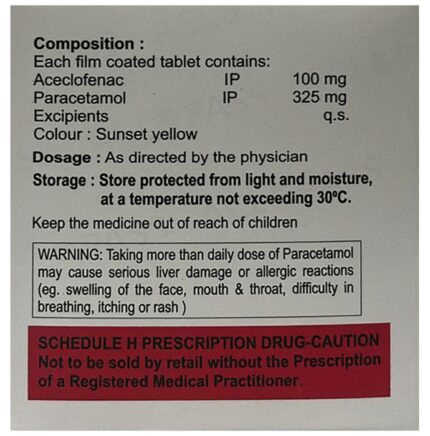 Composition :
Each film coated tablet contains:
Aceclofenac IP 100 mg
Paracetamol IP 325 mg
Excipients q.s.
Colour : Sunset yellow
Dosage : As directed by the physician
Storage : Store protected from light and moisture,
at a temperature not exceeding 30ºC.
Keep the medicine out of reach of children
WARNING: Taking more than daily dose of Paracetamol
may cause serious liver damage or allergic reactions
(eg. swelling of the face, mouth & throat, difficulty in
breathing, itching or rash )
SCHEDULE H PRESCRIPTION DRUG-CAUTION
Not to be sold by retail without the Prescription
of a Registered Medical Practitioner.